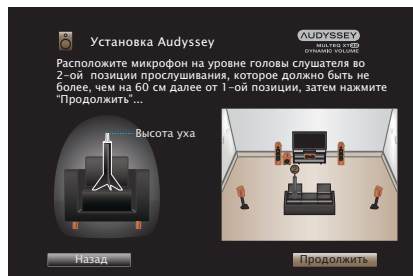 Установка Audyssey
AUDYSSEY
MULTEQ XT32
DYNAMIC VOLUME
Расположите микрофон на уровне головы слушателя во
2-ой позиции прослушивания, которое должно быть не
более, чем на 60 см далее от 1-ой позиции, затем нажмите
“Продолжить”...
Высота уха
Назад
Продолжить